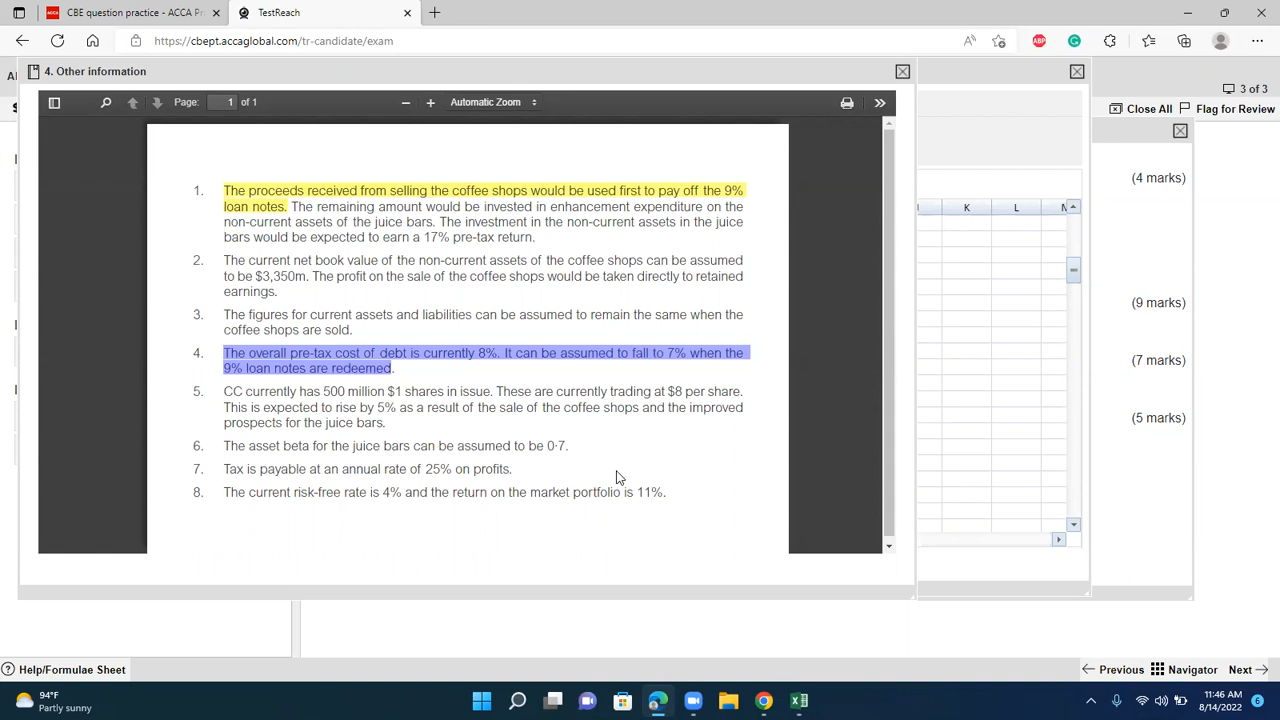 CBE question practice - ACCA Pr
TestReach
https://cbept.accaglobal.com/tr-candidate/exam
4. Other information
3 of 3
Page: 1 of 1
Automatic Zoom
Close All
Flag for Review
1. The proceeds received from selling the coffee shops would be used first to pay off the 9%
loan notes. The remaining amount would be invested in enhancement expenditure on the
non-current assets of the juice bars. The investment in the non-current assets in the juice
bars would be expected to earn a 17% pre-tax return.
2. The current net book value of the non-current assets of the coffee shops can be assumed
to be $3,350m. The profit on the sale of the coffee shops would be taken directly to retained
earnings.
3. The figures for current assets and liabilities can be assumed to remain the same when the
coffee shops are sold.
4. The overall pre-tax cost of debt is currently 8%. It can be assumed to fall to 7% when the
9% loan notes are redeemed.
5. CC currently has 500 million $1 shares in issue. These are currently trading at $8 per share.
This is expected to rise by 5% as a result of the sale of the coffee shops and the improved
prospects for the juice bars.
6. The asset beta for the juice bars can be assumed to be 0·7.
7. Tax is payable at an annual rate of 25% on profits.
8. The current risk-free rate is 4% and the return on the market portfolio is 11%.
K L
(4 marks)
(9 marks)
(7 marks)
(5 marks)
Help/Formulae Sheet
Previous
Navigator
Next
94°F
Partly sunny
11:46 AM
8/14/2022
6